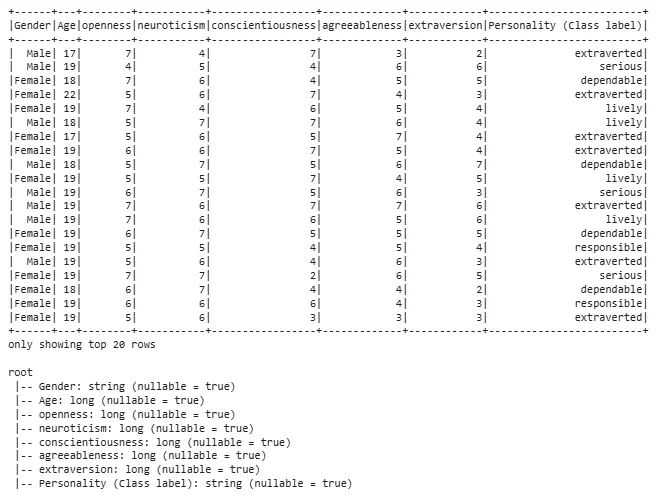 +------+---+--------+-----------+-----------------+-------------+------------+-------------------------+
|Gender|Age|openness|neuroticism|conscientiousness|agreeableness|extraversion|Personality (Class label)|
+------+---+--------+-----------+-----------------+-------------+------------+-------------------------+
|  Male| 17|       7|          4|                7|            3|           2|              extraverted|
|  Male| 19|       4|          5|                4|            6|           6|                  serious|
|Female| 18|       7|          6|                4|            5|           5|               dependable|
|Female| 22|       5|          6|                7|            4|           3|              extraverted|
|Female| 19|       7|          4|                6|            5|           4|                   lively|
|  Male| 18|       5|          7|                7|            6|           4|                   lively|
|Female| 17|       5|          6|                5|            7|           4|              extraverted|
|Female| 19|       6|          6|                7|            5|           4|              extraverted|
|  Male| 18|       5|          7|                5|            6|           7|               dependable|
|Female| 19|       5|          5|                7|            4|           5|                   lively|
|  Male| 19|       6|          7|                5|            6|           3|                  serious|
|  Male| 19|       7|          6|                7|            7|           6|              extraverted|
|  Male| 19|       7|          6|                6|            5|           6|                   lively|
|Female| 19|       6|          7|                5|            5|           5|               dependable|
|Female| 19|       5|          5|                4|            5|           4|              responsible|
|  Male| 19|       5|          6|                4|            6|           3|              extraverted|
|Female| 19|       7|          7|                2|            6|           5|                  serious|
|Female| 18|       6|          7|                4|            4|           2|               dependable|
|Female| 19|       6|          6|                6|            4|           3|              responsible|
|Female| 19|       5|          6|                3|            3|           3|              extraverted|
+------+---+--------+-----------+-----------------+-------------+------------+-------------------------+
only showing top 20 rows
root
 |-- Gender: string (nullable = true)
 |-- Age: long (nullable = true)
 |-- openness: long (nullable = true)
 |-- neuroticism: long (nullable = true)
 |-- conscientiousness: long (nullable = true)
 |-- agreeableness: long (nullable = true)
 |-- extraversion: long (nullable = true)
 |-- Personality (Class label): string (nullable = true)